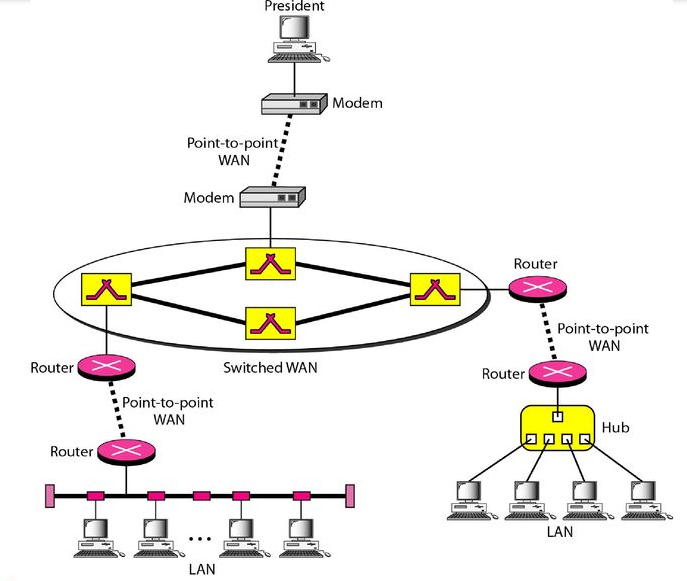 President
Modem
Point-to-point
WAN
Modem
Router
Point-to-point
WAN
Router
Switched WAN
Router
Point-to-point
WAN
Hub
Router
LAN
...
LAN